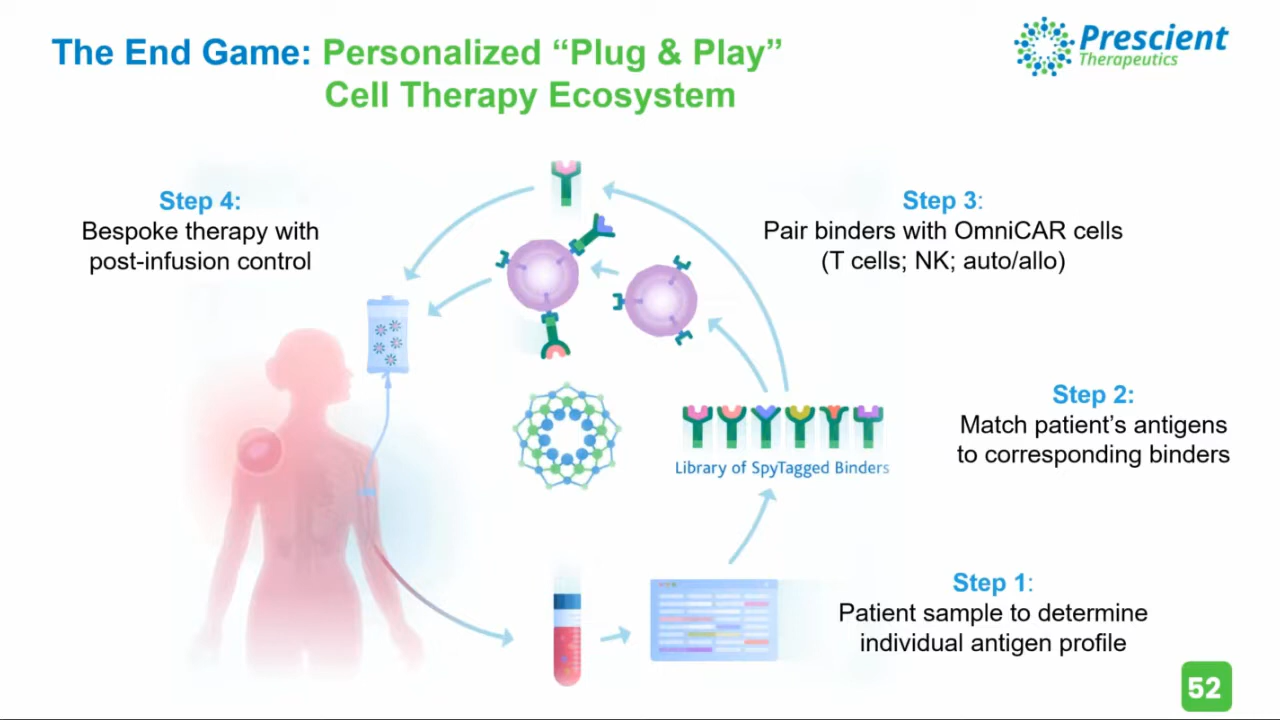 The End Game: Personalized “Plug & Play”
Cell Therapy Ecosystem
Prescient
Therapeutics
Step 4:
Bespoke therapy with
post-infusion control
Step 3:
Pair binders with OmniCAR cells
(T cells; NK; auto/allo)
Step 2:
Match patient’s antigens
to corresponding binders
Library of SpyTagged Binders
Step 1:
Patient sample to determine
individual antigen profile
52